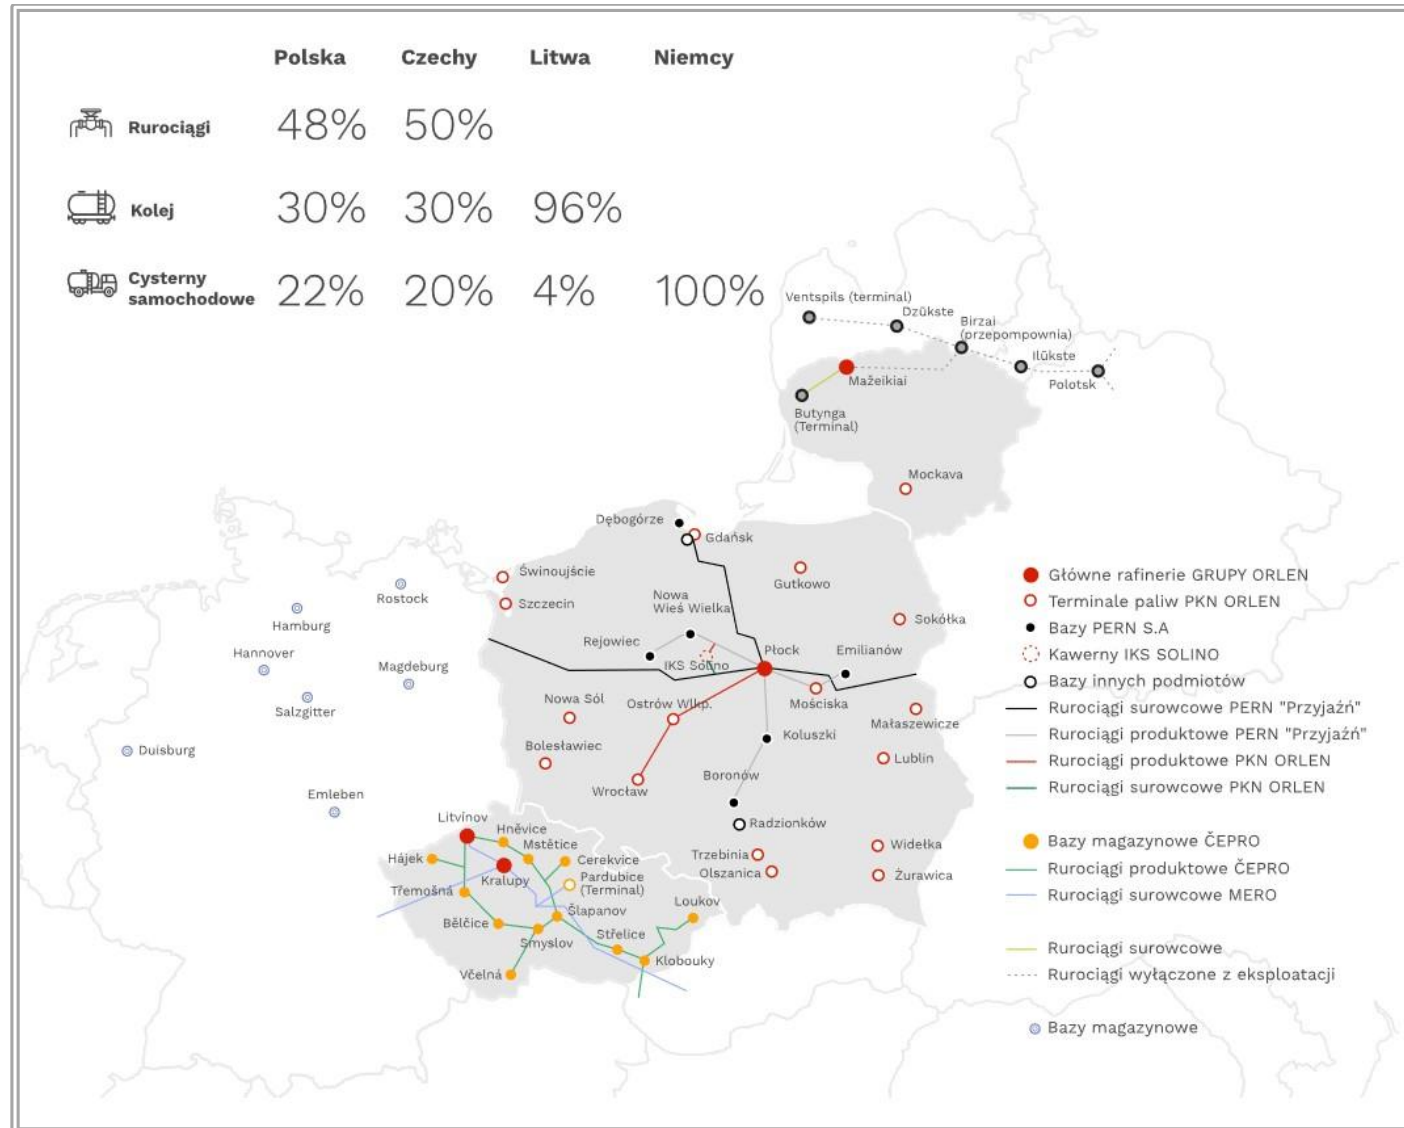 Polska Czechy Litwa Niemcy
Rurociągi 48% 50%
Kolej 30% 30% 96%
Cysterny
samochodowe 22% 20% 4% 100%
Ventspils (terminal)
Dzūkste
Birzai
(przepompownia)
Ilūkste
Polotsk
Mažeikiai
Butynga
(Terminal)
Mockava
Dębogórze
Gdańsk
Gutkowo
Świnoujście
Szczecin
Nowa
Wieś Wielka
Sokółka
Rejowiec
IKS Solino
Płock
Emilianów
Nowa Sól
Ostrów Wlkp.
Mościska
Małaszewicze
Koluszki
Bolesławiec
Lublin
Wrocław
Boronów
Radzionków
Trzebinia
Olszanica
Widełka
Żurawica
Rostock
Hamburg
Hannover
Magdeburg
Salzgitter
Duisburg
Emleben
Litvínov
Hněvice
Mstětice
Hájek
Cerekvice
Kralupy
Pardubice
(Terminal)
Třemošná
Loukov
Šlapanov
Bělčice
Smyslov
Střelice
Klobouky
Včelná
Główne rafinerie GRUPY ORLEN
Terminale paliw PKN ORLEN
Bazy PERN S.A
Kawerny IKS SOLINO
Bazy innych podmiotów
Rurociągi surowcowe PERN "Przyjaźń"
Rurociągi produktowe PERN "Przyjaźń"
Rurociągi produktowe PKN ORLEN
Rurociągi surowcowe PKN ORLEN
Bazy magazynowe ČEPRO
Rurociągi produktowe ČEPRO
Rurociągi surowcowe MERO
Rurociągi surowcowe
Rurociągi wyłączone z eksploatacji
Bazy magazynowe